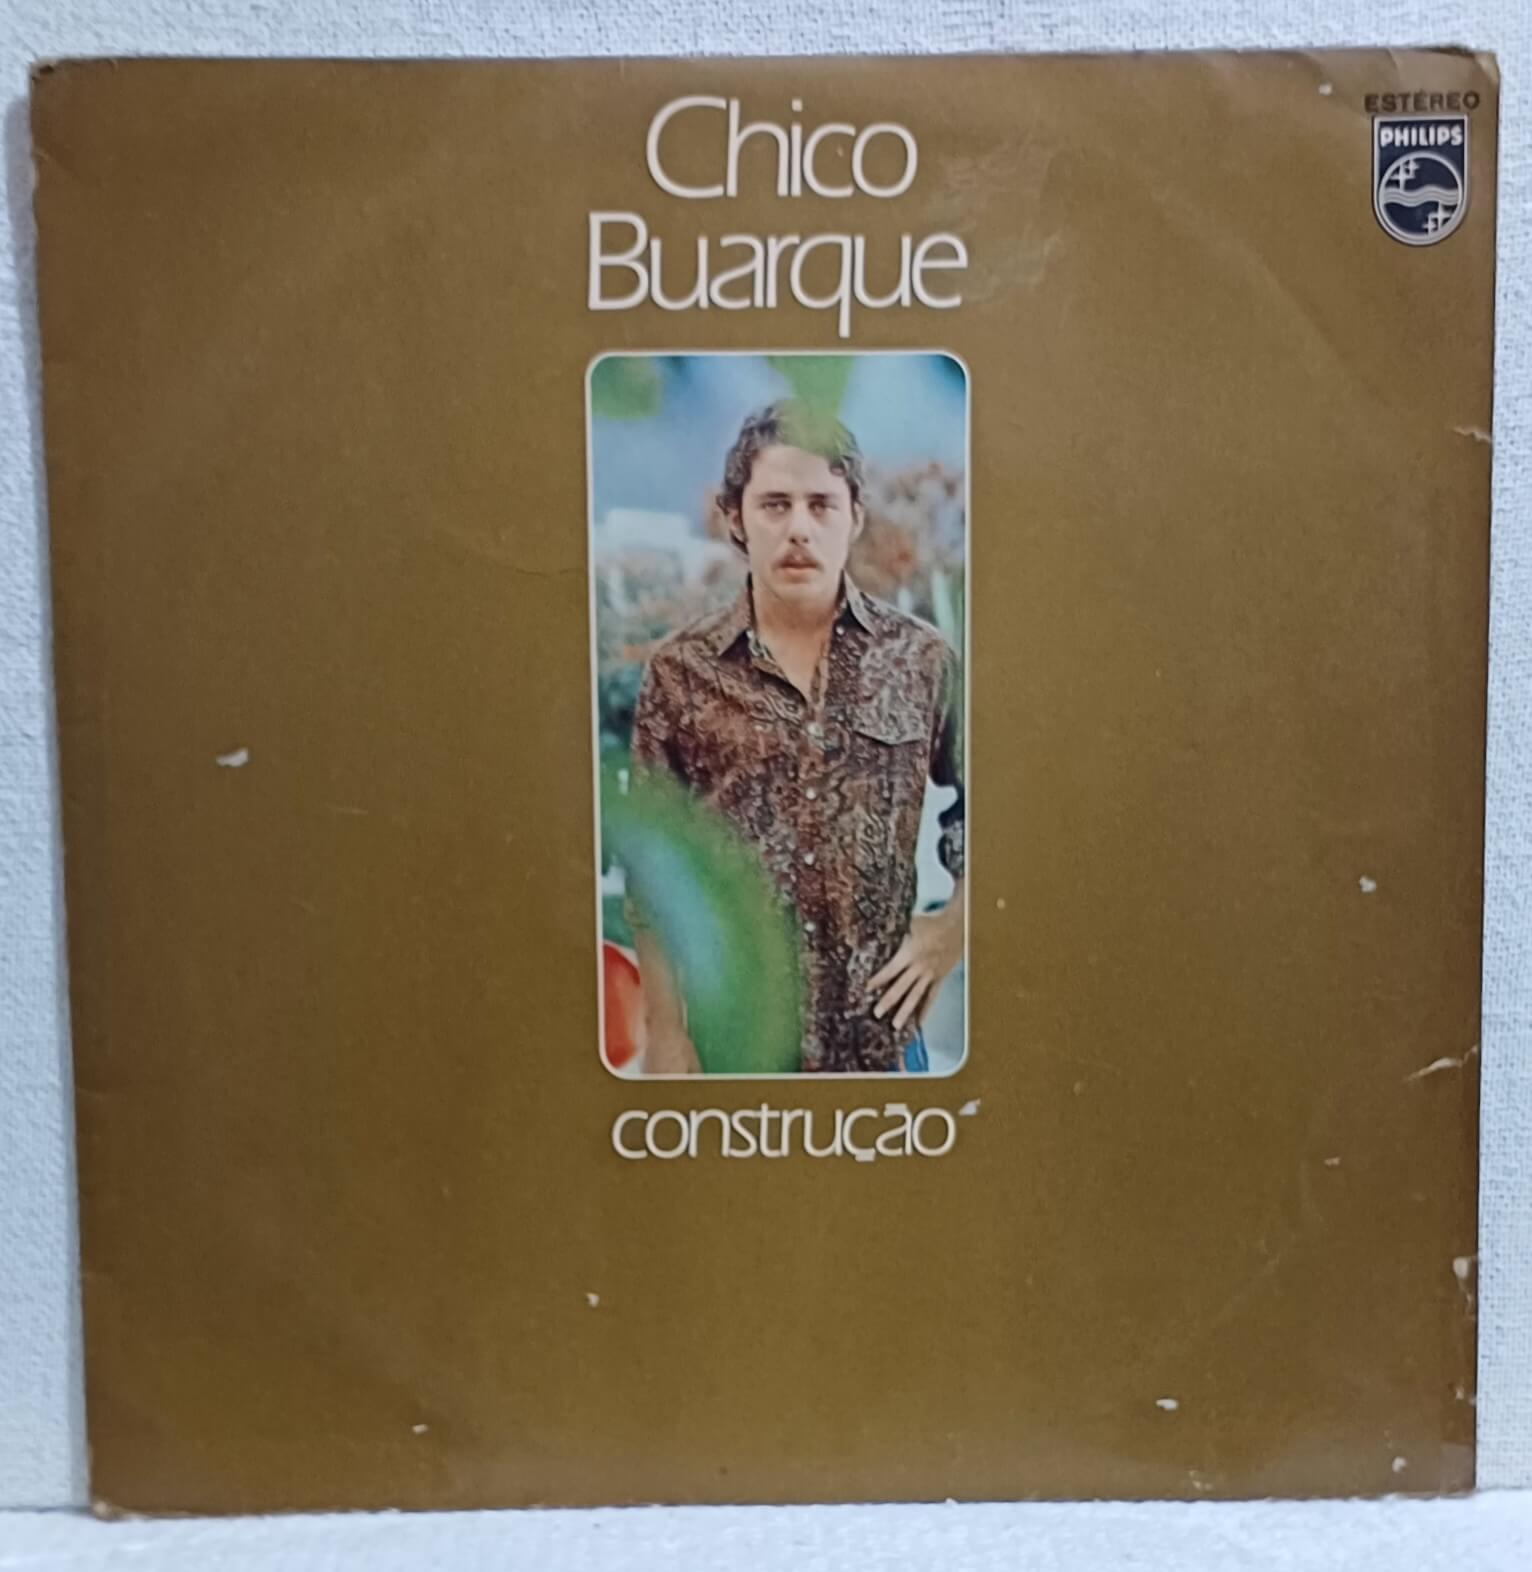 Chico
Buarque
ESTÉREO
PHILIPS
construção